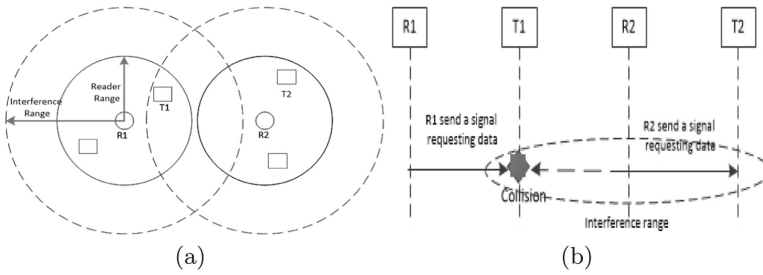 Reader
Range
Interference
Range
T1
R1
T2
R2
(a)
R1
T1
R2
T2
R1 send a signal
requesting data
R2 send a signal
requesting data
Collision
Interference range
(b)